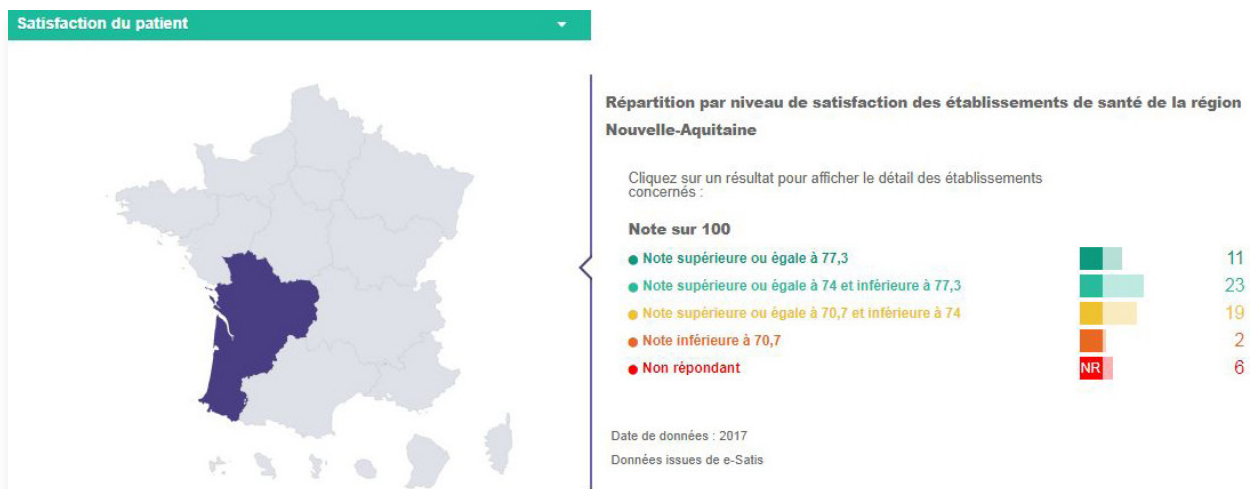 Satisfaction du patient
Répartition par niveau de satisfaction des établissements de santé de la région
Nouvelle-Aquitaine
Cliquez sur un résultat pour afficher le détail des établissements
concernés :
Note sur 100
Note supérieure ou égale à 77,3 11
Note supérieure ou égale à 74 et inférieure à 77,3 23
Note supérieure ou égale à 70,7 et inférieure à 74 19
Note inférieure à 70,7 2
Non répondant NR 6
Date de données : 2017
Données issues de e-Satis